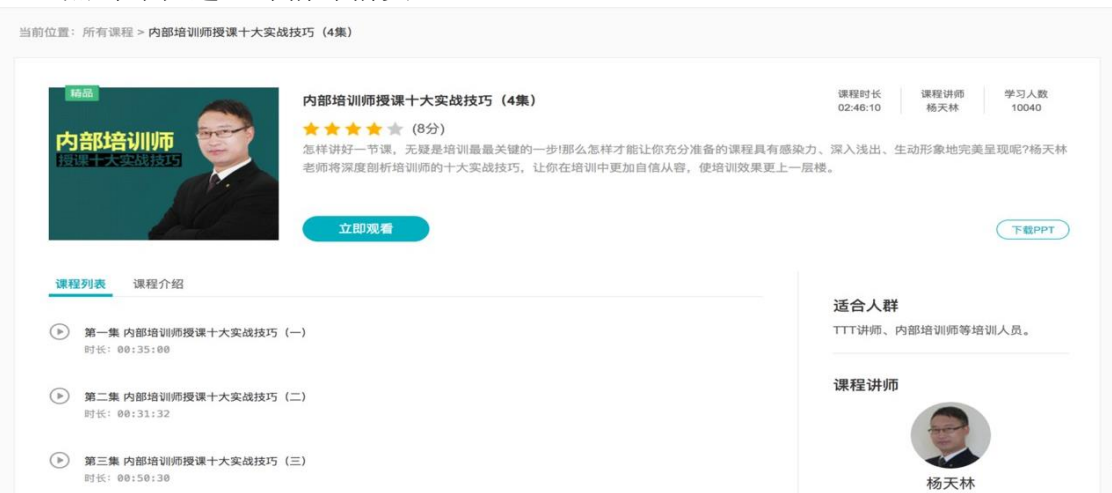 当前位置：所有课程 > 内部培训师授课十大实战技巧（4集）
精品
内部培训师
授课十大实战技巧
内部培训师授课十大实战技巧（4集）
(8分)
怎样讲好一节课，无疑是培训最最关键的一步!那么怎样才能让你充分准备的课程具有感染力、深入浅出、生动形象地完美呈现呢?杨天林
老师将深度剖析培训师的十大实战技巧，让你在培训中更加自信从容，使培训效果更上一层楼。
课程时长
02:46:10
课程讲师
杨天林
学习人数
10040
立即观看
下载PPT
课程列表 课程介绍
第一集 内部培训师授课十大实战技巧（一）
时长：00:35:00
第二集 内部培训师授课十大实战技巧（二）
时长：00:31:32
第三集 内部培训师授课十大实战技巧（三）
时长：00:50:30
适合人群
TTT讲师、内部培训师等培训人员。
课程讲师
杨天林